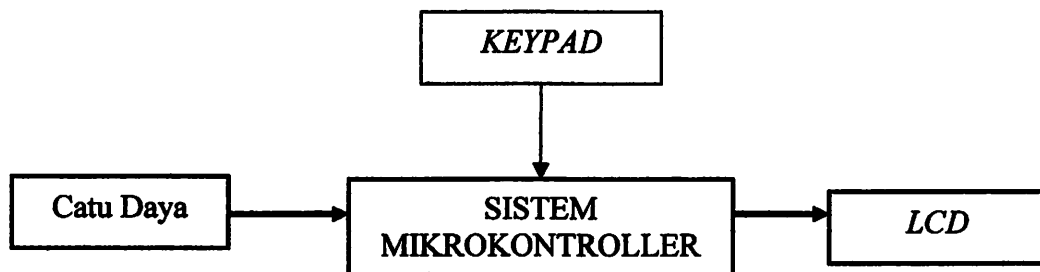 KEYPAD
Catu Daya
SISTEM
MIKROKONTROLLER
LCD